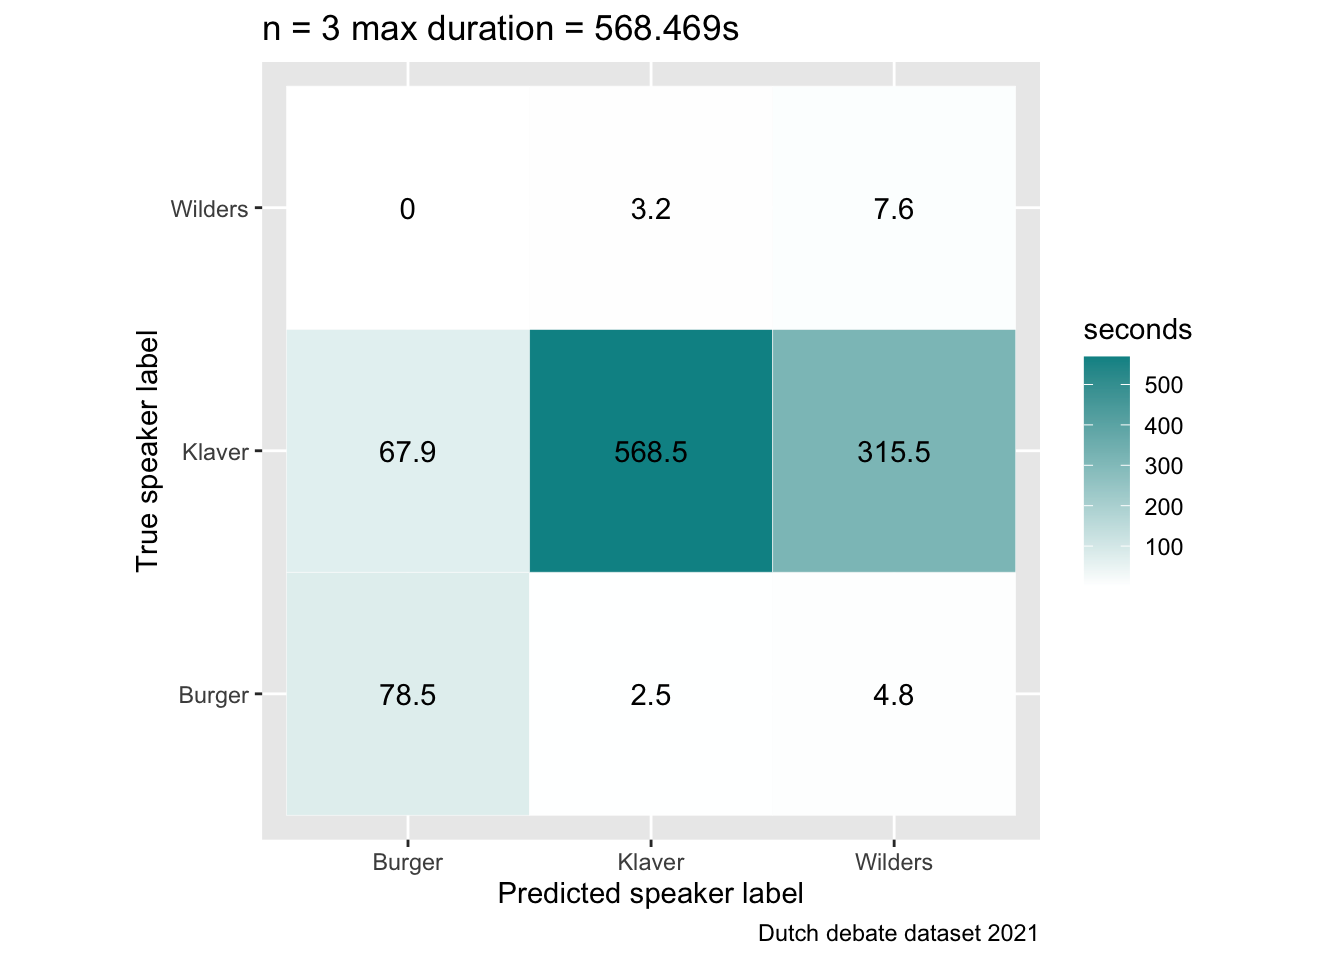 n = 3 max duration = 568.469s
Wilders
0
3.2
7.6
Klaver
67.9
568.5
315.5
Burger
78.5
2.5
4.8
True speaker label
Burger
Klaver
Wilders
Predicted speaker label
seconds
500
400
300
200
100
Dutch debate dataset 2021